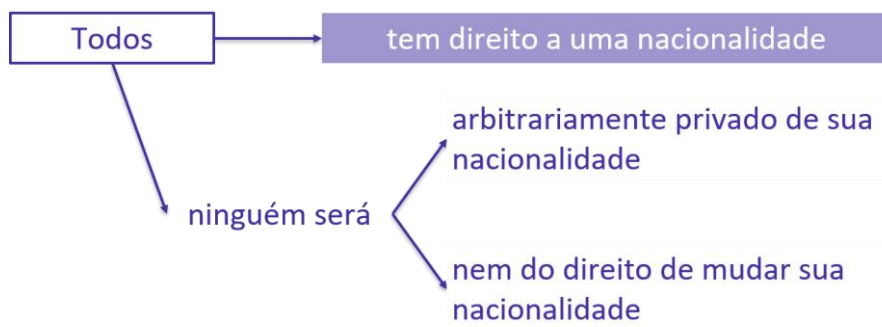 Todos
tem direito a uma nacionalidade
arbitrariamente privado de sua
nacionalidade
ninguém será
nem do direito de mudar sua
nacionalidade